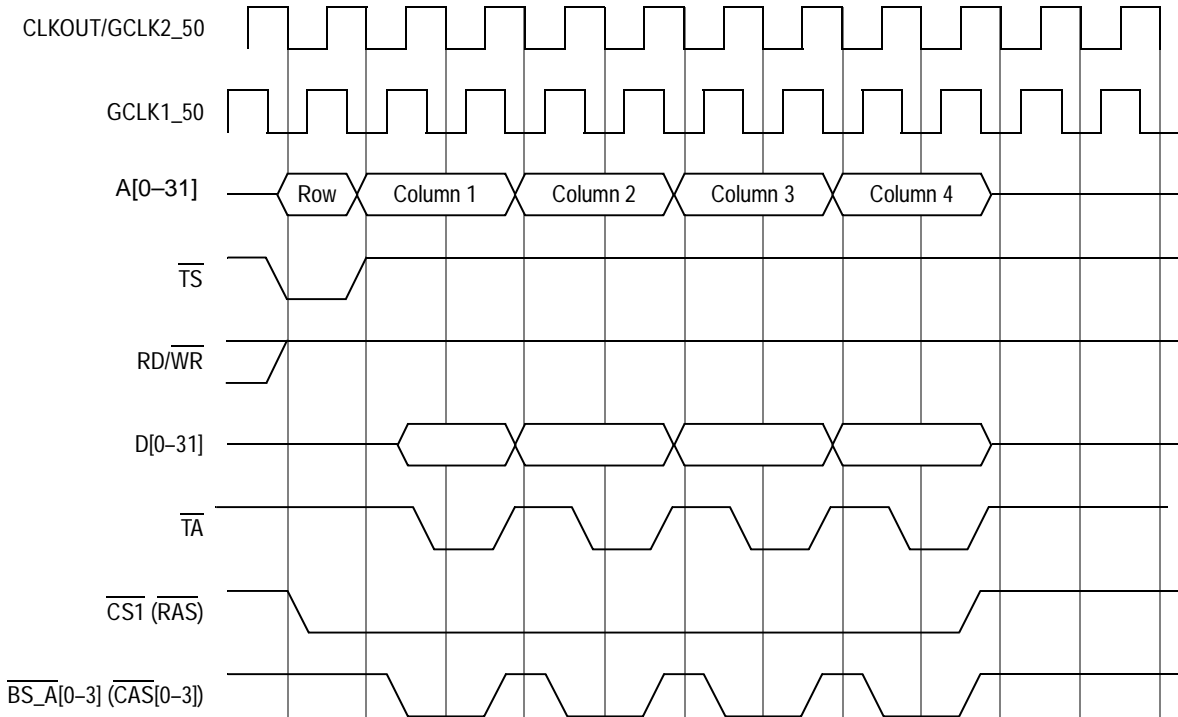 CLKOUT/GCLK2_50
GCLK1_50
A[0–31]
Row
Column 1
Column 2
Column 3
Column 4
TS
RD/WR
D[0–31]
TA
CS1 (RAS)
BS_A[0–3] (CAS[0–3])